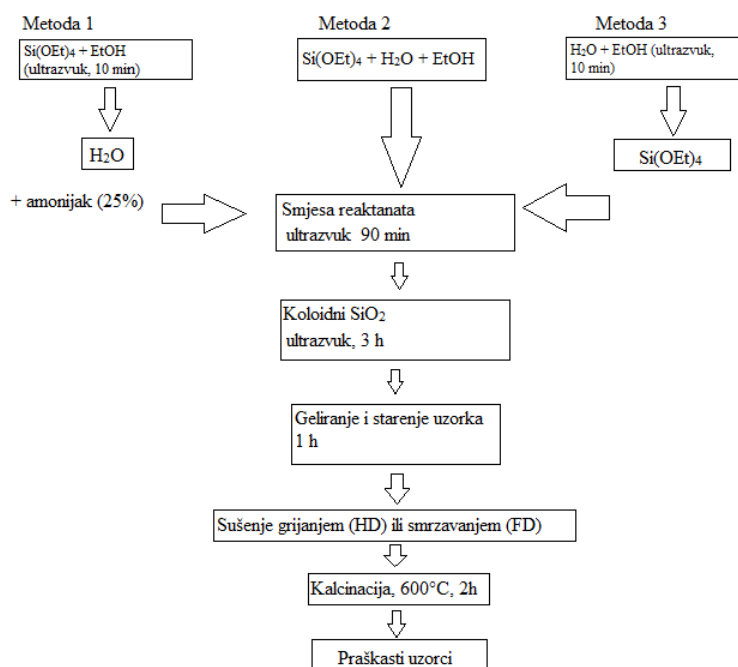 Metoda 1
Metoda 2
Metoda 3
Si(OEt)₄ + EtOH
(ultrazvuk, 10 min)
Si(OEt)₄ + H₂O + EtOH
H₂O + EtOH (ultrazvuk,
10 min)
H₂O
Si(OEt)₄
+ amonijak (25%)
Smjesa reaktanata
ultrazvuk 90 min
Koloidni SiO₂
ultrazvuk, 3 h
Geliranje i starenje uzorka
1 h
Sušenje grijanjem (HD) ili smrzavanjem (FD)
Kalcinacija, 600°C, 2h
Praškasti uzorci